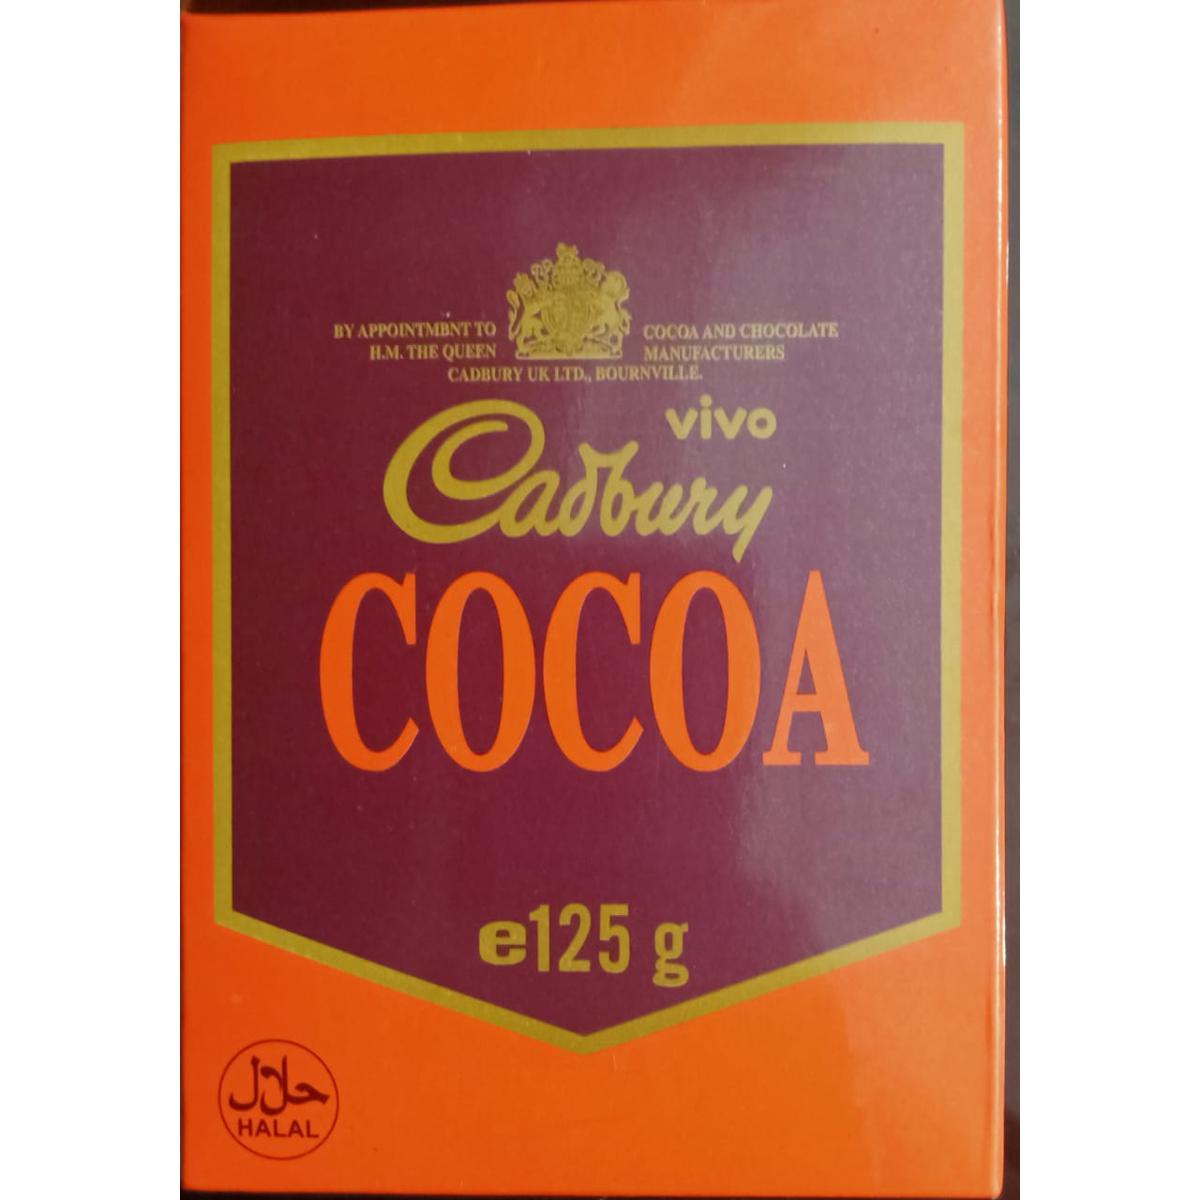 BY APPOINTMBNT TO
H.M. THE QUEEN
COCOA AND CHOCOLATE
MANUFACTURERS
CADBURY UK LTD., BOURNVILLE.
vivo
Cadbury
COCOA
e125 g
حلال
HALAL